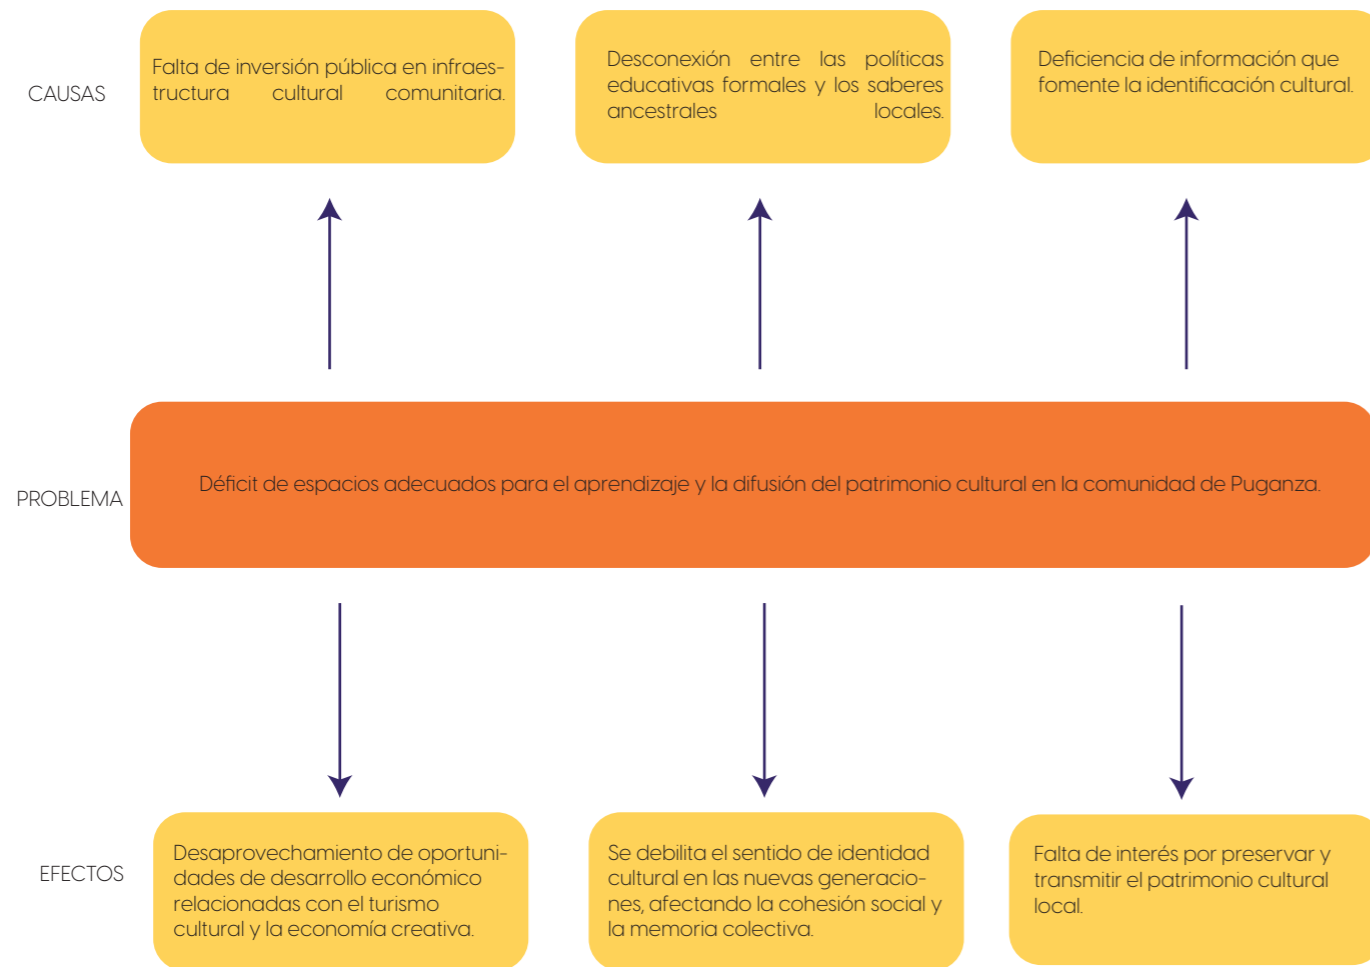 CAUSAS
Falta de inversión pública en infraes-
tructura cultural comunitaria.
Desconexión entre las políticas
educativas formales y los saberes
ancestrales locales.
Deficiencia de información que
fomente la identificación cultural.
PROBLEMA
Déficit de espacios adecuados para el aprendizaje y la difusión del patrimonio cultural en la comunidad de Puganza.
EFECTOS
Desaprovechamiento de oportuni-
dades de desarrollo económico
relacionadas con el turismo
cultural y la economía creativa.
Se debilita el sentido de identidad
cultural en las nuevas generacio-
nes, afectando la cohesión social y
la memoria colectiva.
Falta de interés por preservar y
transmitir el patrimonio cultural
local.